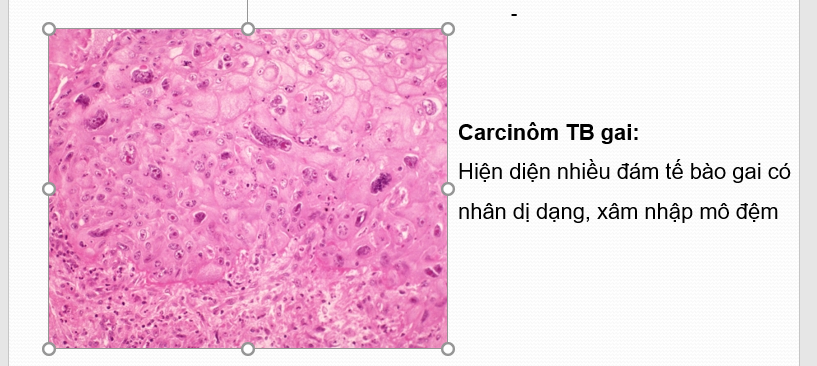 -
Carcinôm TB gai:
Hiện diện nhiều đám tế bào gai có
nhân dị dạng, xâm nhập mô đệm